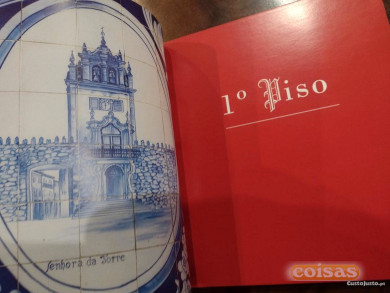 Senhora da Torre
1º Piso
coisas
CustoJusto.pt